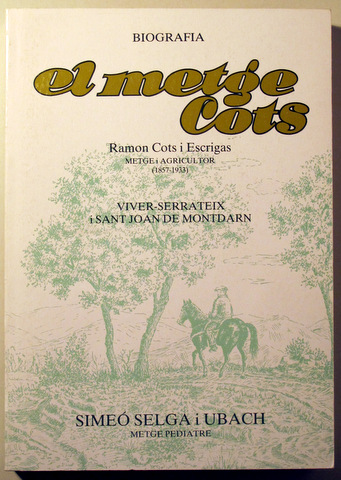 BIOGRAFIA
el metge
Cots
Ramon Cots i Escrigas
METGE i AGRICULTOR
(1857-1933)
VIVER-SERRATEIX
i SANT JOAN DE MONTDARN
SIMEÓ SELGA i UBACH
METGE PEDIATRE